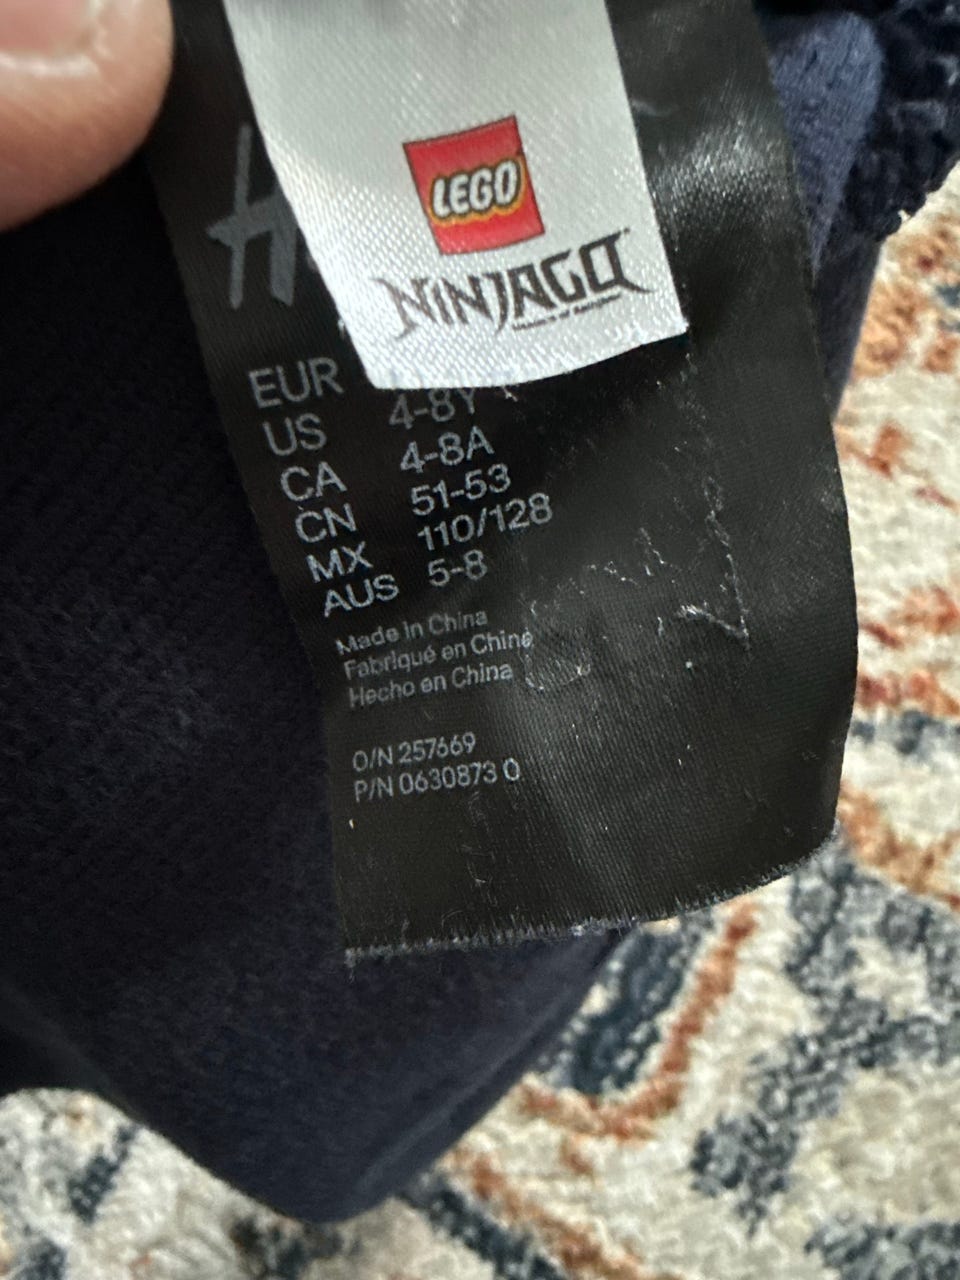 LEGO
NINJAGO
H
EUR
US 4-8Y
CA 4-8A
CN 51-53
MX 110/128
AUS 5-8
Made in China
Fabriqué en Chine
Hecho en China
O/N 257669
P/N 0630873 0